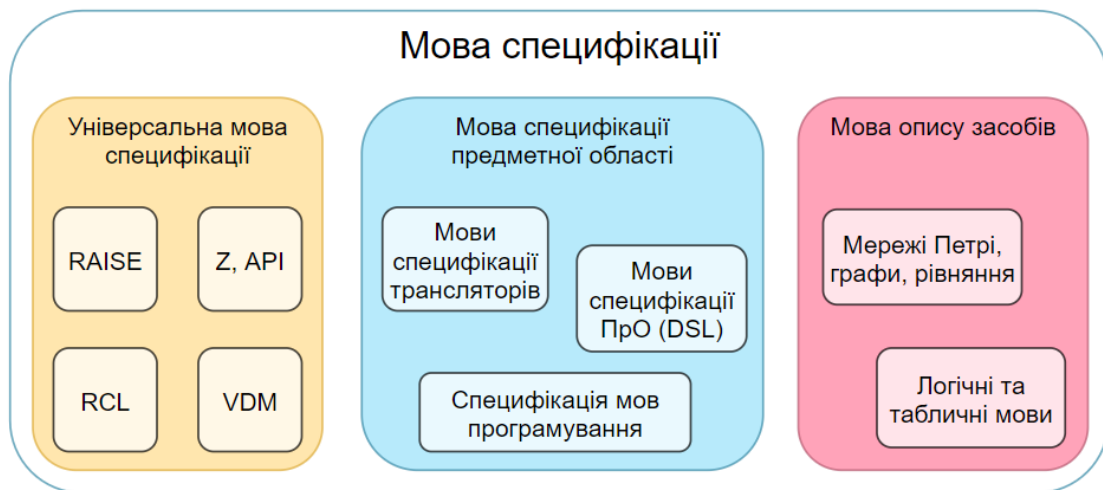 Мова специфікації
Універсальна мова
специфікації
RAISE
Z, API
RCL
VDM
Мова специфікації
предметної області
Мови
специфікації
трансляторів
Мови
специфікації
ПрО (DSL)
Специфікація мов
програмування
Мова опису засобів
Мережі Петрі,
графи, рівняння
Логічні та
табличні мови